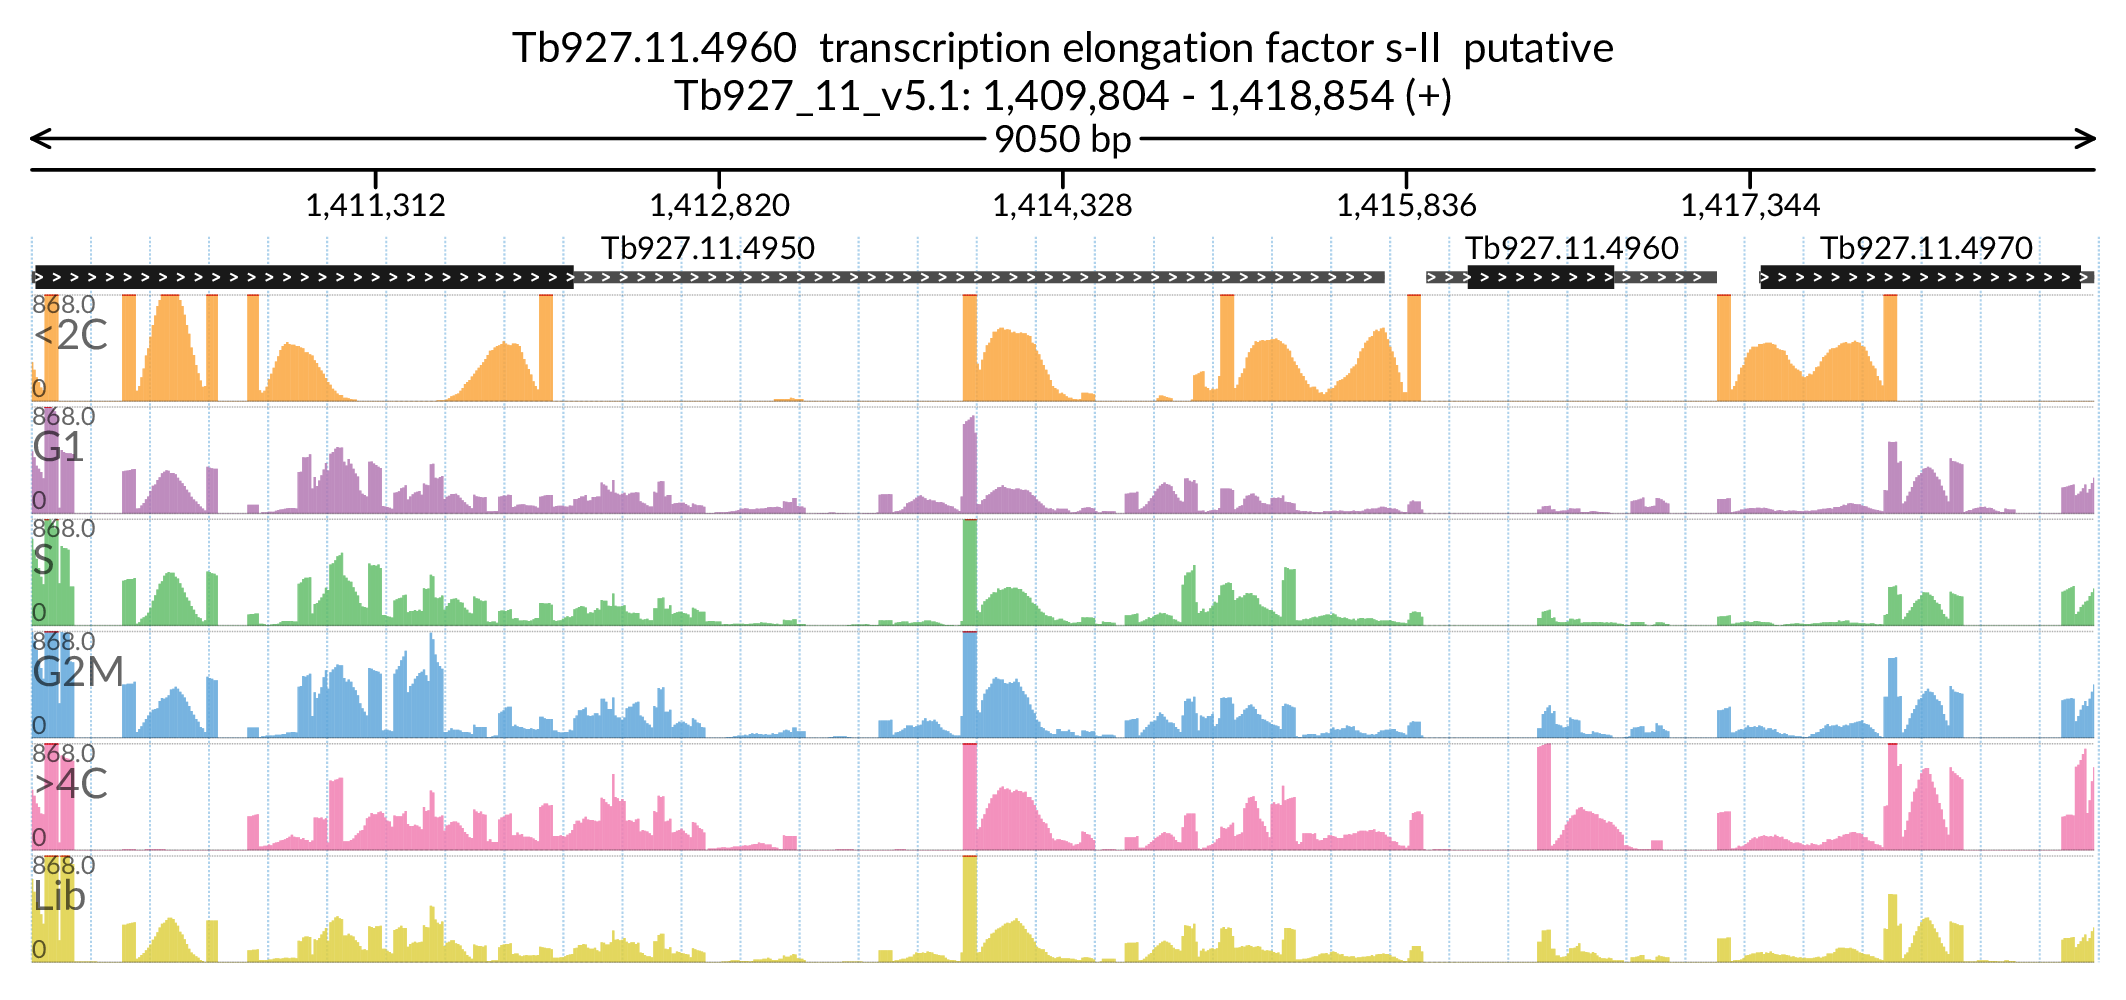 Tb927.11.4960 transcription elongation factor s-II putative
Tb927_11_v5.1: 1,409,804 - 1,418,854 (+)
9050 bp
1,411,312 1,412,820 1,414,328 1,415,836 1,417,344
Tb927.11.4950 Tb927.11.4960 Tb927.11.4970
868.0
<2C
0
868.0
G1
0
868.0
S
0
868.0
G2M
0
868.0
>4C
0
868.0
Lib
0